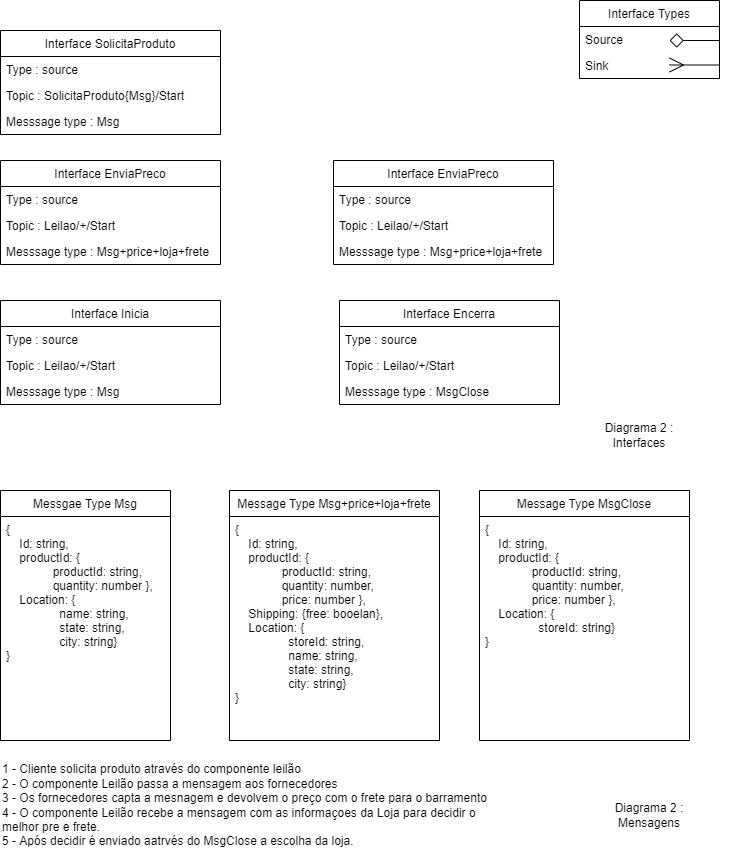 Interface Types
Source
Sink
Interface SolicitaProduto
Type : source
Topic : SolicitaProduto{Msg}/Start
Messsage type : Msg
Interface EnviaPreco
Type : source
Topic : Leilao/+/Start
Messsage type : Msg+price+loja+frete
Interface EnviaPreco
Type : source
Topic : Leilao/+/Start
Messsage type : Msg+price+loja+frete
Interface Inicia
Type : source
Topic : Leilao/+/Start
Messsage type : Msg
Interface Encerra
Type : source
Topic : Leilao/+/Start
Messsage type : MsgClose
Diagrama 2 :
Interfaces
Messgae Type Msg
{
Id: string,
productId: {
productId: string,
quantity: number },
Location: {
name: string,
state: string,
city: string}
}
Message Type Msg+price+loja+frete
{
Id: string,
productId: {
productId: string,
quantity: number,
price: number },
Shipping: {free: booelan},
Location: {
storeId: string,
name: string,
state: string,
city: string}
}
Message Type MsgClose
{
Id: string,
productId: {
productId: string,
quantity: number,
price: number },
Location: {
storeId: string}
}
1 - Cliente solicita produto através do componente leilão
2 - O componente Leilão passa a mensagem aos fornecedores
3 - Os fornecedores capta a mesnagem e devolvem o preço com o frete para o barramento
4 - O componente Leilão recebe a mensagem com as informaçoes da Loja para decidir o
melhor pre e frete.
5 - Após decidir é enviado aatrvés do MsgClose a escolha da loja.
Diagrama 2 :
Mensagens